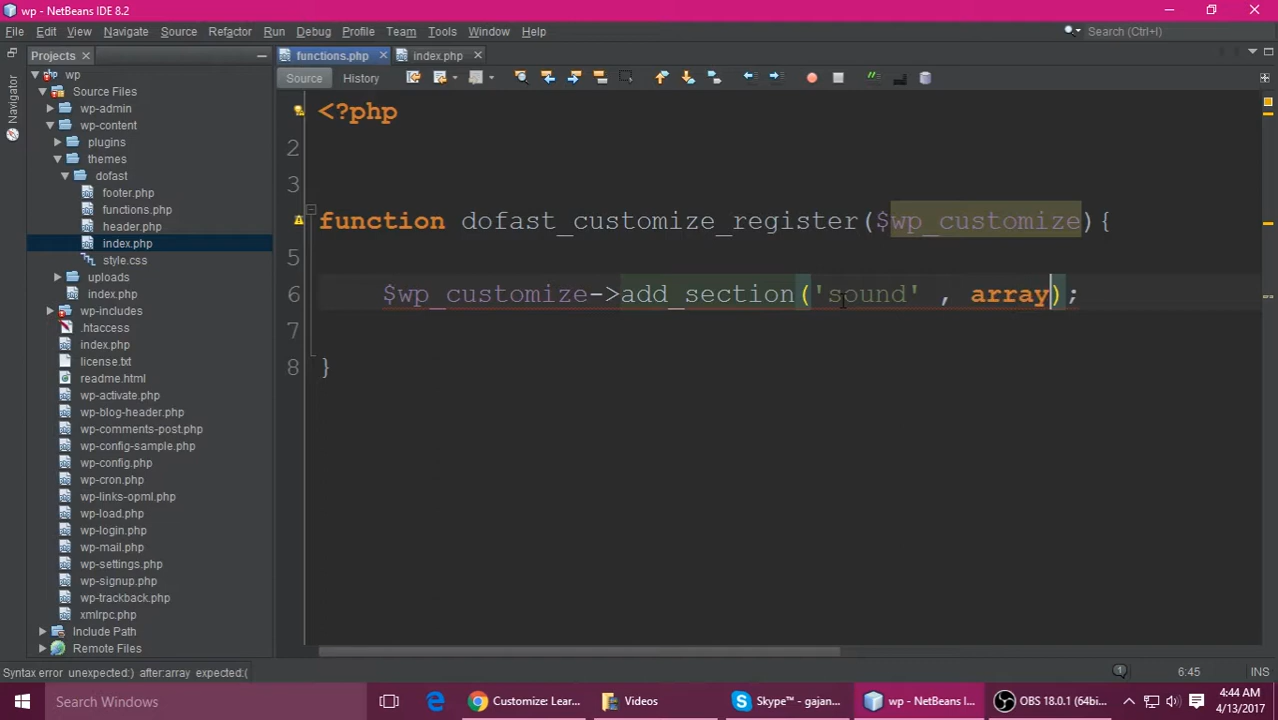 wp - NetBeans IDE 8.2
File Edit View Navigate Source Refactor Run Debug Profile Team Tools Window Help
Search (Ctrl+I)
Projects
functions.php
index.php
Navigator
Source
History
wp
Source Files
wp-admin
wp-content
plugins
themes
dofast
footer.php
functions.php
header.php
index.php
style.css
uploads
index.php
wp-includes
.htaccess
index.php
license.txt
readme.html
wp-activate.php
wp-blog-header.php
wp-comments-post.php
wp-config-sample.php
wp-config.php
wp-cron.php
wp-links-opml.php
wp-load.php
wp-login.php
wp-mail.php
wp-settings.php
wp-signup.php
wp-trackback.php
xmlrpc.php
Include Path
Remote Files
<?php
2
3
function dofast_customize_register($wp_customize){
5
6 $wp_customize->add_section('sound' , array);
7
8 }
Syntax error unexpected:) after:array expected:(
1
6:45
INS
Search Windows
Customize: Lear...
Videos
Skype™ - gajan...
wp - NetBeans I...
OBS 18.0.1 (64bi...
4:44 AM
4/13/2017